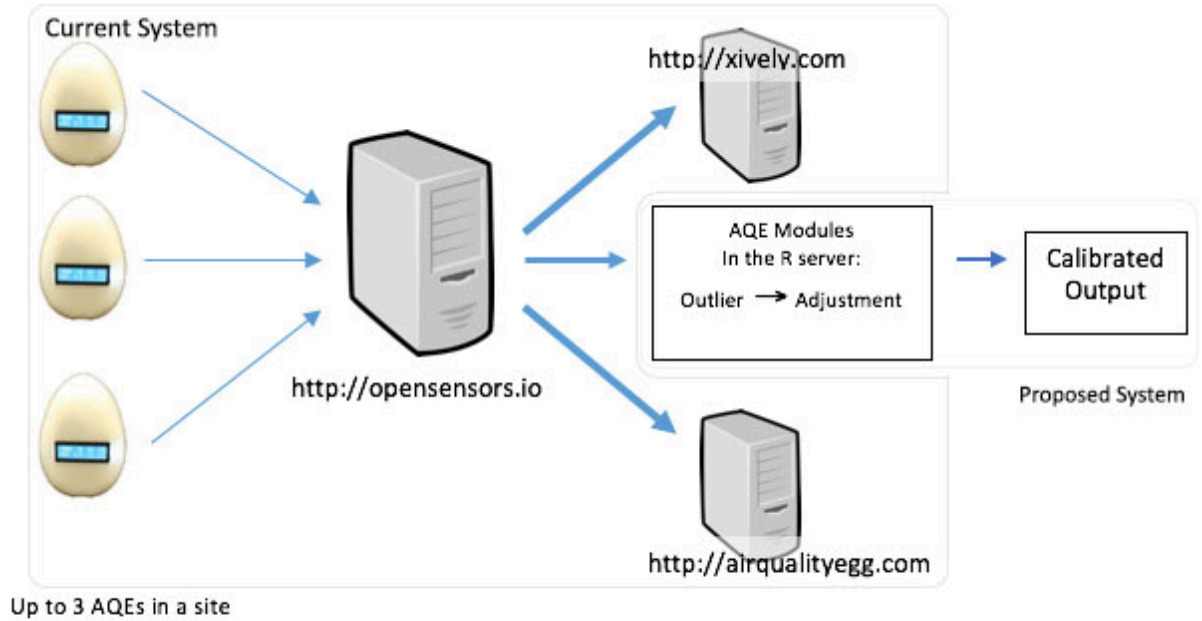 Current System
http://xively.com
AQE Modules
In the R server:
Outlier → Adjustment
Calibrated
Output
http://opensensors.io
Proposed System
http://airqualityegg.com
Up to 3 AQEs in a site